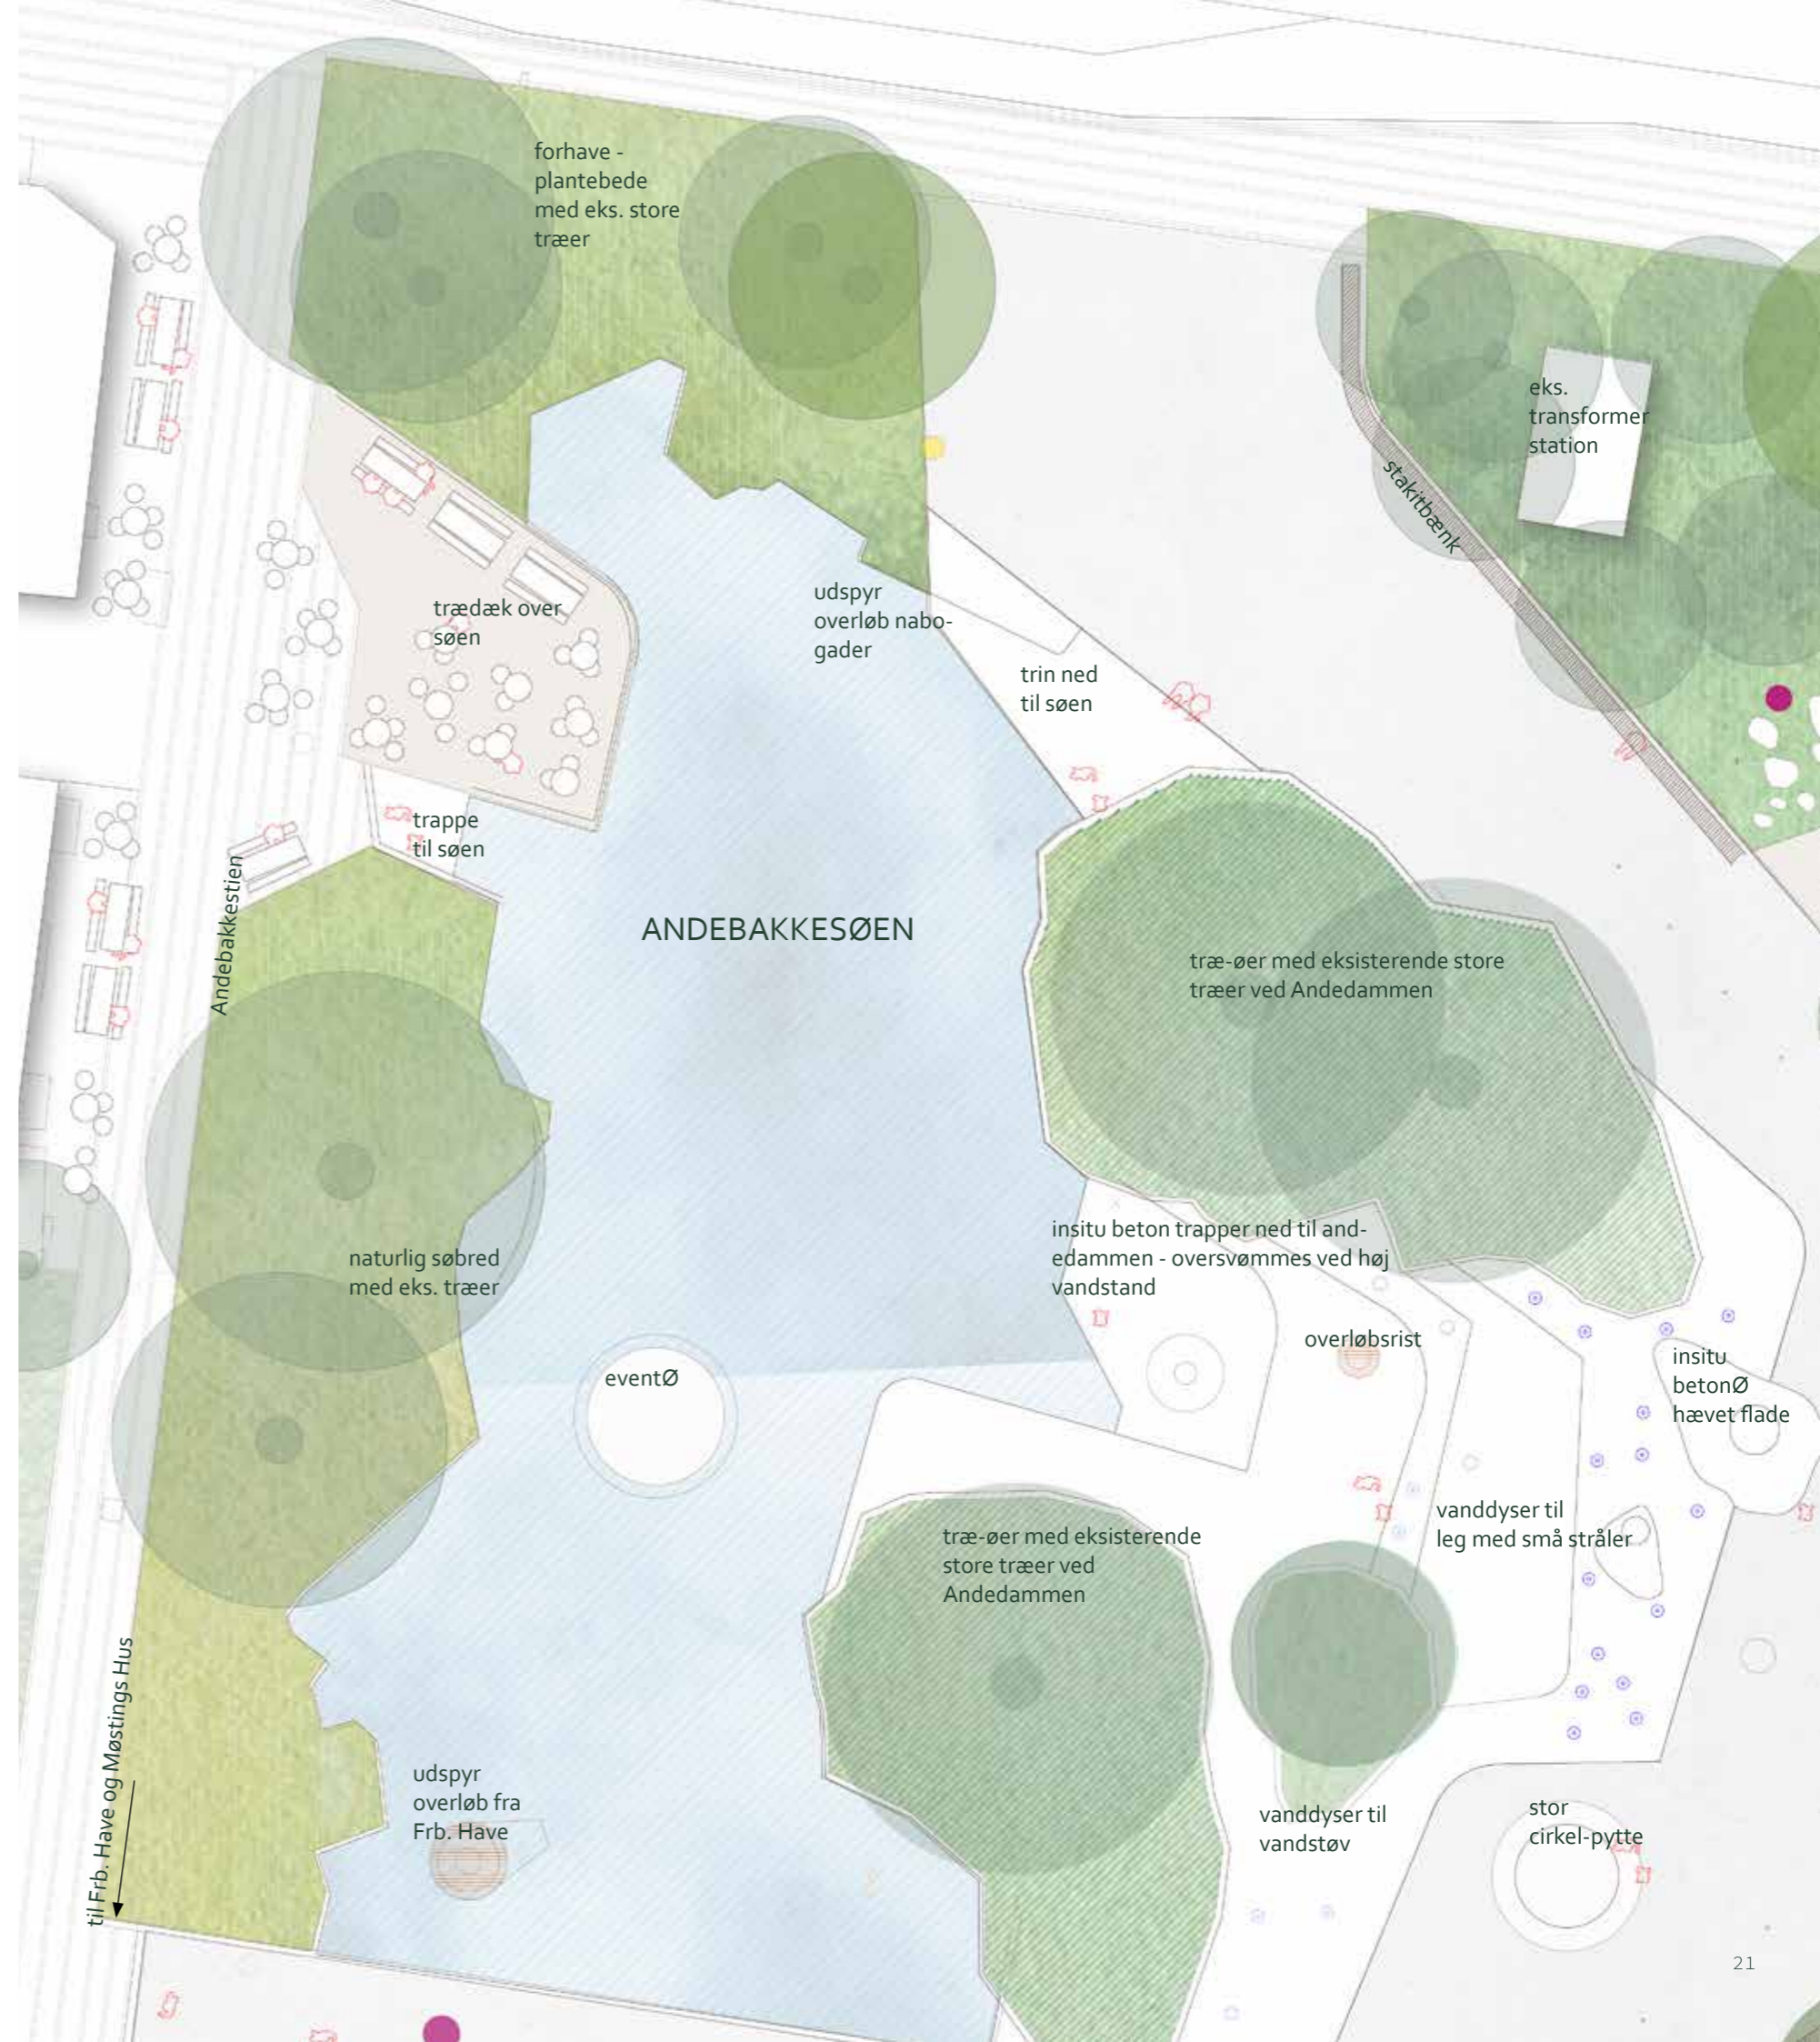 forhave -
plantebede
med eks. store
træer
eks.
transformer
station
stakitbænk
trædæk over
søen
udspyr
overløb nabo-
gader
trin ned
til søen
trappe
til søen
Andebakkestien
ANDEBAKKESØEN
træ-øer med eksisterende store
træer ved Andedammen
naturlig søbred
med eks. træer
insitu beton trapper ned til and-
edammen - oversvømmes ved høj
vandstand
overløbsrist
insitu
betonØ
hævet flade
eventØ
vanddyser til
leg med små stråler
træ-øer med eksisterende
store træer ved
Andedammen
til Frb. Have og Møstings Hus
udspyr
overløb fra
Frb. Have
vanddyser til
vandstøv
stor
cirkel-pytte
21